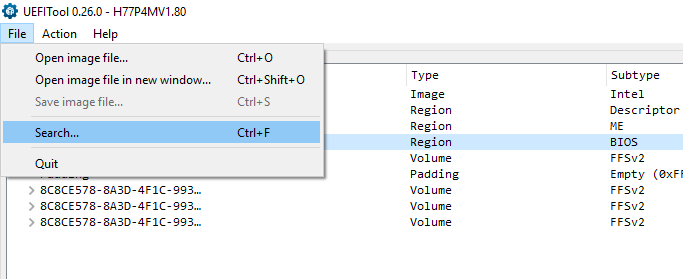 UEFITool 0.26.0 - H77P4MV1.80
File Action Help
Open image file... Ctrl+O
Open image file in new window... Ctrl+Shift+O
Save image file... Ctrl+S
Search... Ctrl+F
Quit
Type Subtype
Image Intel
Region Descriptor
Region ME
Region BIOS
Volume FFSv2
Padding Empty (0xFF
8C8CE578-8A3D-4F1C-993... Volume FFSv2
8C8CE578-8A3D-4F1C-993... Volume FFSv2
8C8CE578-8A3D-4F1C-993... Volume FFSv2